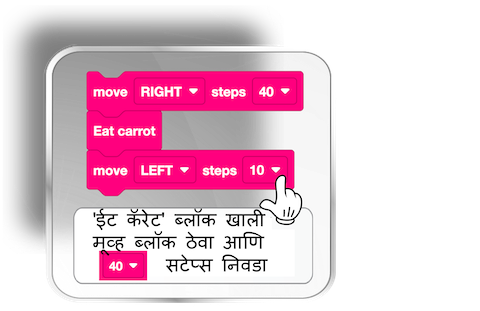 move RIGHT steps 40
Eat carrot
move LEFT steps 10
'ईट कॅरेट' ब्लॉक खाली
मूव्ह ब्लॉक ठेवा आणि
40 सटेप्स निवडा